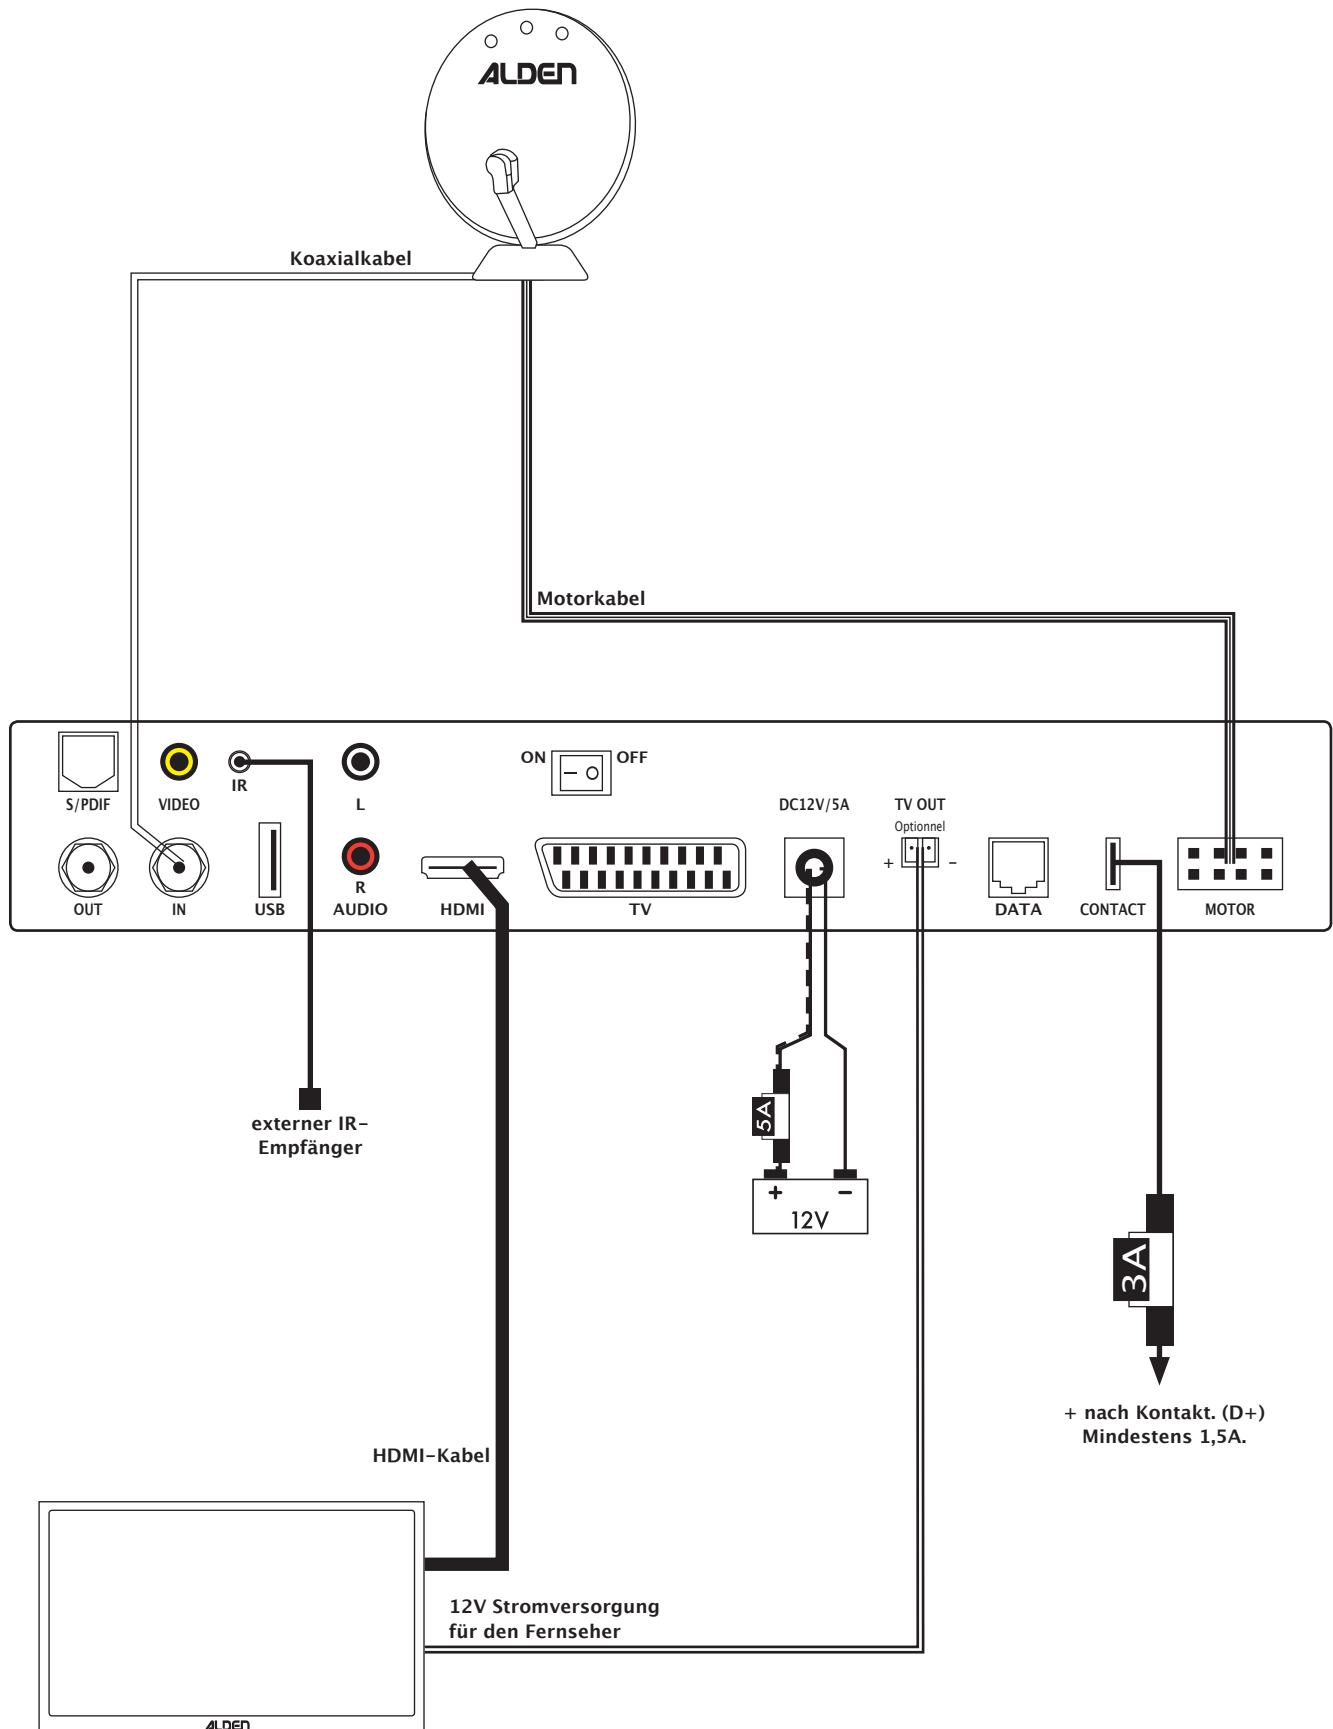 ALDEN
Koaxialkabel
Motorkabel
ON
OFF
S/PDIF
VIDEO
IR
L
DC12V/5A
TV OUT
Optionnel
+
–
R
OUT
IN
USB
AUDIO
HDMI
TV
DATA
CONTACT
MOTOR
externer IR-
Empfänger
5A
+
–
12V
3A
+ nach Kontakt. (D+)
Mindestens 1,5A.
HDMI-Kabel
12V Stromversorgung
für den Fernseher
ALDEN